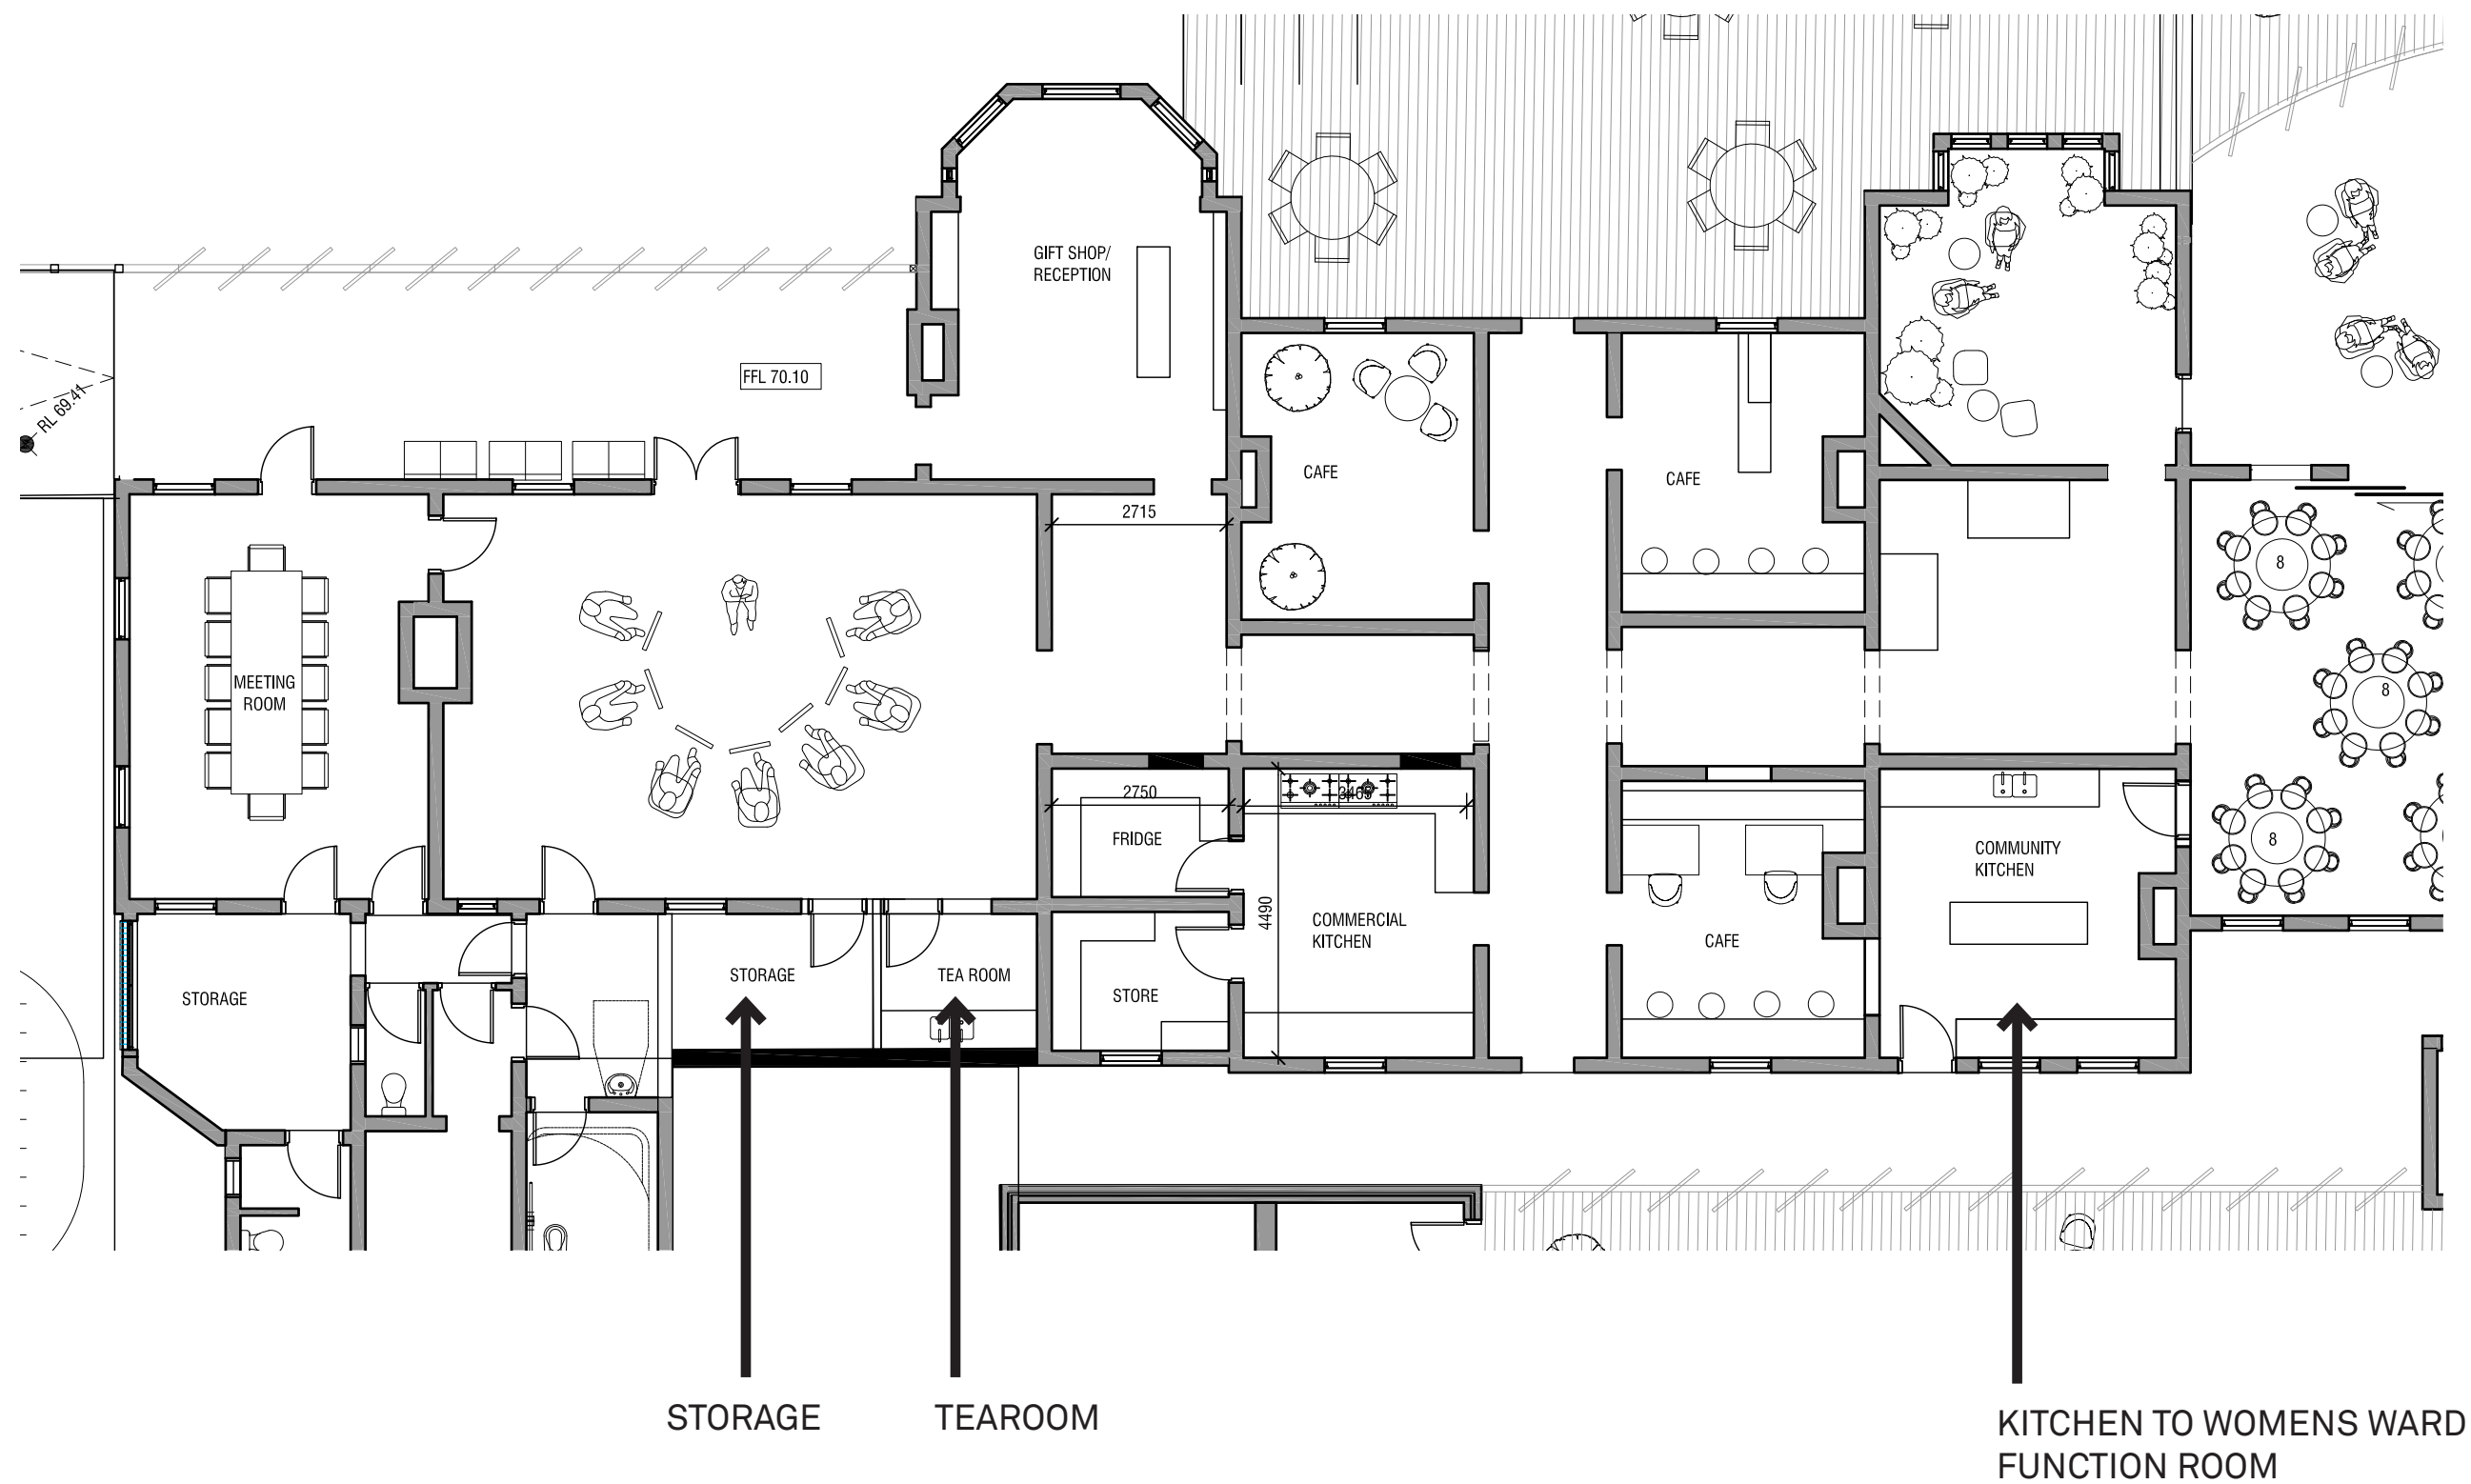 GIFT SHOP/
RECEPTION
FFL 70.10
RL 69.41
CAFE
CAFE
2715
8
MEETING
ROOM
8
2750
3465
FRIDGE
8
COMMUNITY
KITCHEN
4490
COMMERCIAL
KITCHEN
CAFE
STORAGE
TEA ROOM
STORAGE
STORE
STORAGE
TEAROOM
KITCHEN TO WOMENS WARD
FUNCTION ROOM